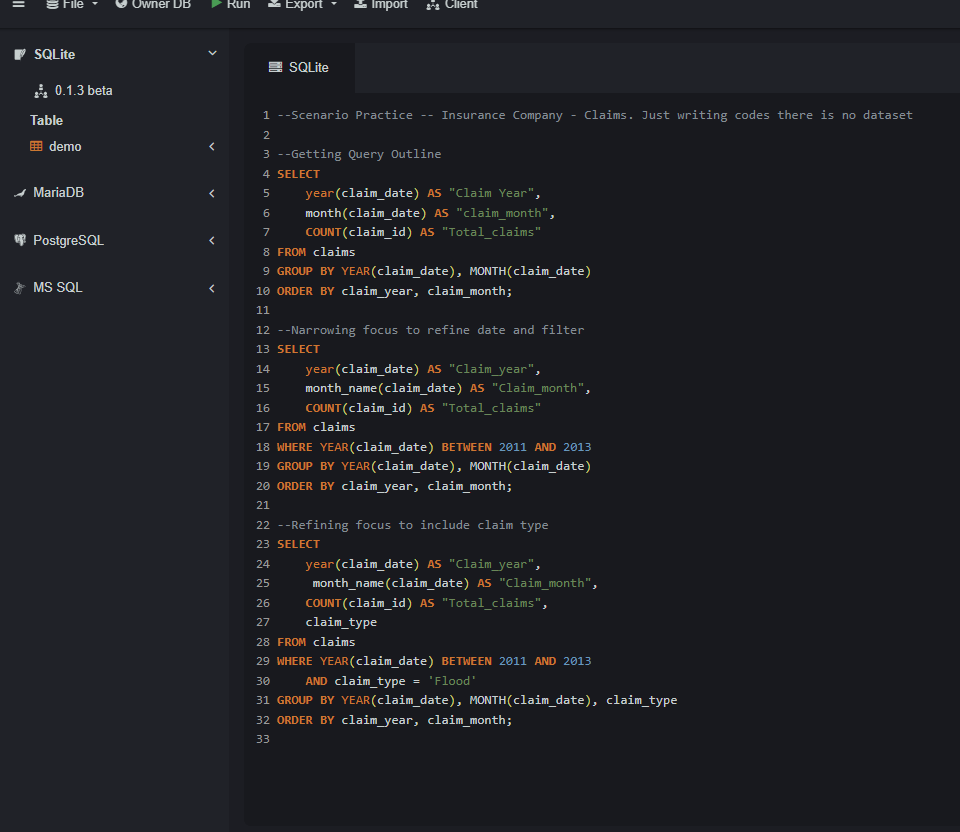 File Owner DB Run Export Import Client
SQLite
0.1.3 beta
Table
demo
MariaDB
PostgreSQL
MS SQL
SQLite
1 --Scenario Practice -- Insurance Company - Claims. Just writing codes there is no dataset
2
3 --Getting Query Outline
4 SELECT
5     year(claim_date) AS "Claim Year",
6     month(claim_date) AS "claim_month",
7     COUNT(claim_id) AS "Total_claims"
8 FROM claims
9 GROUP BY YEAR(claim_date), MONTH(claim_date)
10 ORDER BY claim_year, claim_month;
11
12 --Narrowing focus to refine date and filter
13 SELECT
14     year(claim_date) AS "Claim_year",
15     month_name(claim_date) AS "Claim_month",
16     COUNT(claim_id) AS "Total_claims"
17 FROM claims
18 WHERE YEAR(claim_date) BETWEEN 2011 AND 2013
19 GROUP BY YEAR(claim_date), MONTH(claim_date)
20 ORDER BY claim_year, claim_month;
21
22 --Refining focus to include claim type
23 SELECT
24     year(claim_date) AS "Claim_year",
25      month_name(claim_date) AS "Claim_month",
26     COUNT(claim_id) AS "Total_claims",
27     claim_type
28 FROM claims
29 WHERE YEAR(claim_date) BETWEEN 2011 AND 2013
30     AND claim_type = 'Flood'
31 GROUP BY YEAR(claim_date), MONTH(claim_date), claim_type
32 ORDER BY claim_year, claim_month;
33